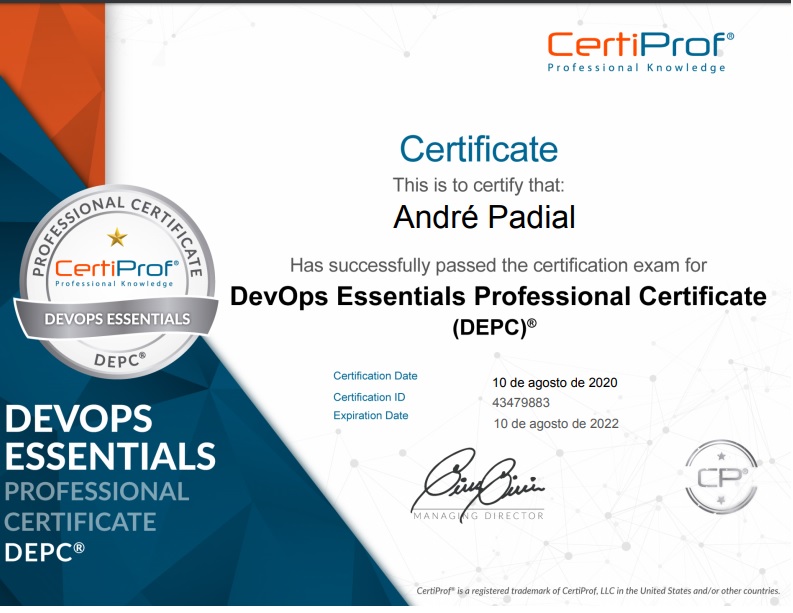 CertiProf®
Professional Knowledge
Certificate
This is to certify that:
André Padial
Has successfully passed the certification exam for
DevOps Essentials Professional Certificate
(DEPC)®
PROFESSIONAL CERTIFICATE
CertiProf®
Professional Knowledge
DEVOPS ESSENTIALS
DEPC®
Certification Date
10 de agosto de 2020
Certification ID
43479883
Expiration Date
10 de agosto de 2022
DEVOPS
ESSENTIALS
PROFESSIONAL
CERTIFICATE
DEPC®
MANAGING DIRECTOR
CP®
CertiProf® is a registered trademark of CertiProf, LLC in the United States and/or other countries.